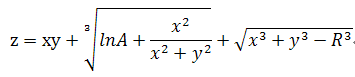 z = xy + ∛(lnA + x²/(x² + y²)) + √(x³ + y³ − R³).